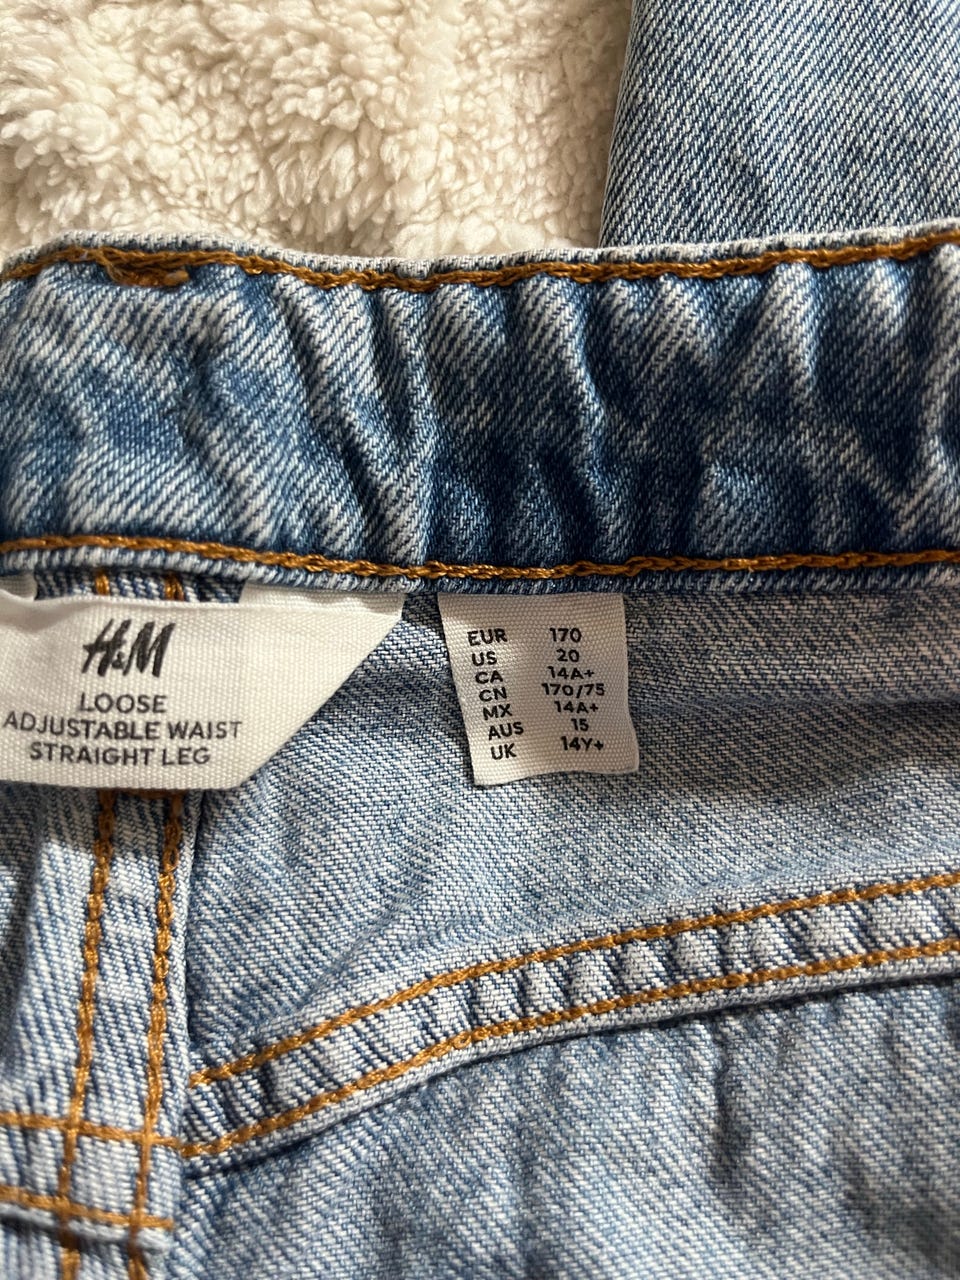 H&M
LOOSE
ADJUSTABLE WAIST
STRAIGHT LEG
EUR 170
US 20
CA 14A+
CN 170/75
MX 14A+
AUS 15
UK 14Y+